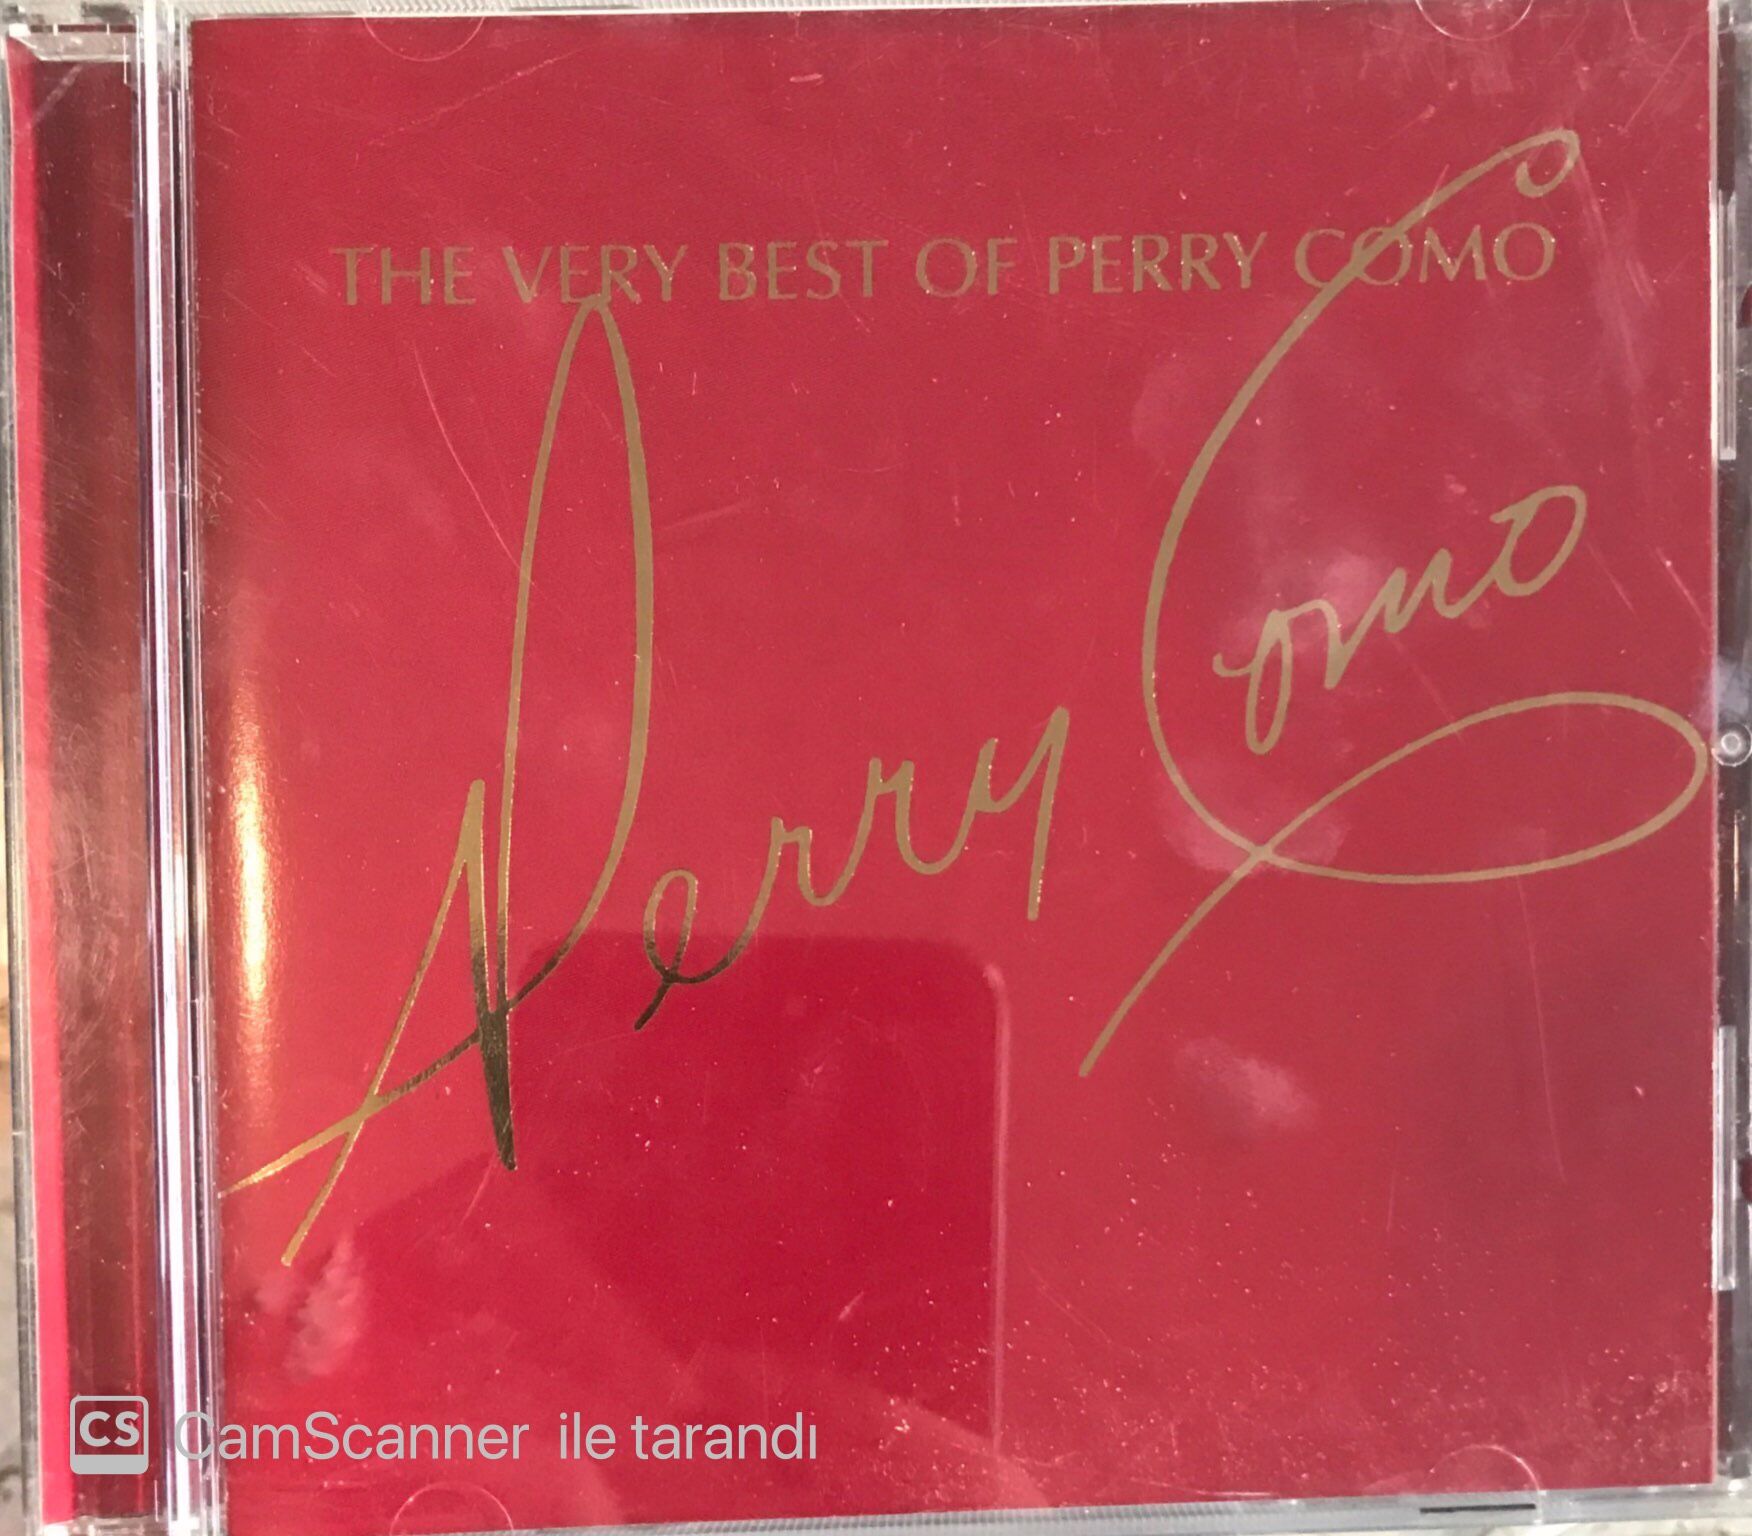 THE VERY BEST OF PERRY COMO
Perry Como
CS CamScanner ile tarandı